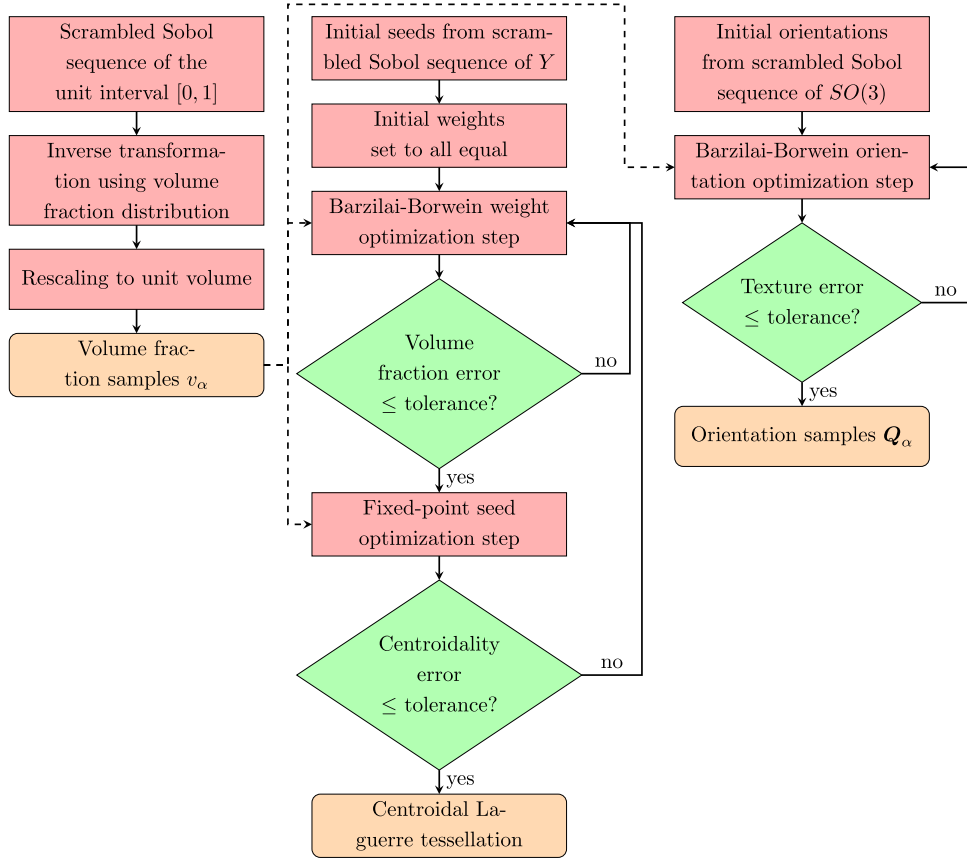 Scrambled Sobol
sequence of the
unit interval [0, 1]
Inverse transforma-
tion using volume
fraction distribution
Rescaling to unit volume
Volume frac-
tion samples vα
Initial seeds from scram-
bled Sobol sequence of Y
Initial weights
set to all equal
Barzilai-Borwein weight
optimization step
Volume
fraction error
≤ tolerance?
no
yes
Fixed-point seed
optimization step
Centroidality
error
≤ tolerance?
no
yes
Centroidal La-
guerre tessellation
Initial orientations
from scrambled Sobol
sequence of SO(3)
Barzilai-Borwein orien-
tation optimization step
Texture error
≤ tolerance?
no
yes
Orientation samples Qα